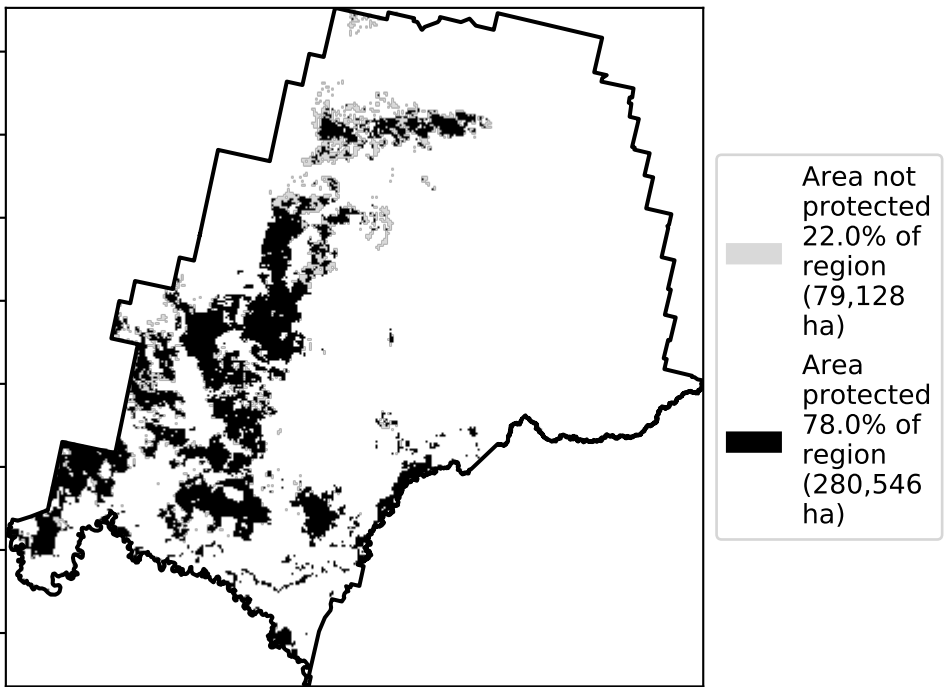 Area not
protected
22.0% of
region
(79,128
ha)
Area
protected
78.0% of
region
(280,546
ha)